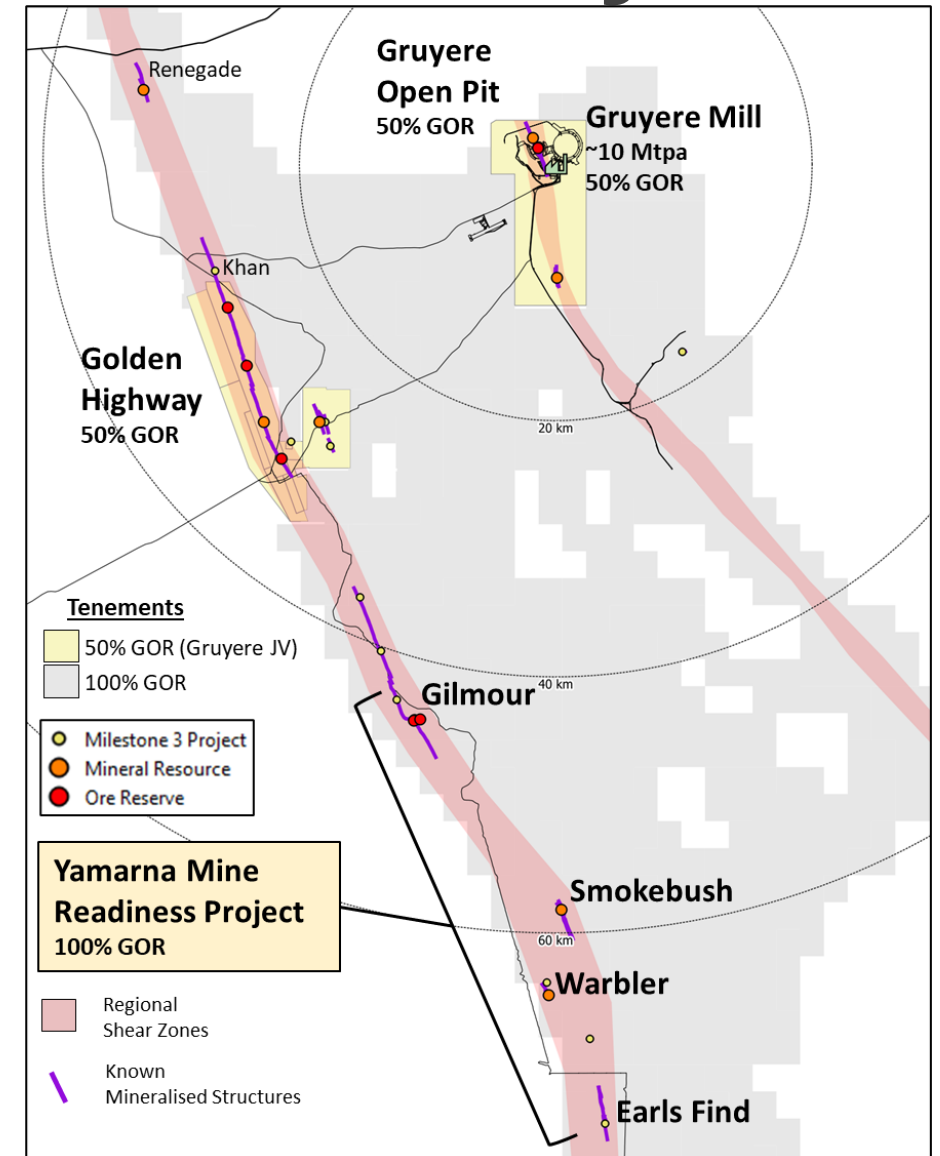 Renegade
Gruyere
Open Pit
50% GOR
Gruyere Mill
~10 Mtpa
50% GOR
Khan
Golden
Highway
50% GOR
20 km
Tenements
50% GOR (Gruyere JV)
100% GOR
40 km
Gilmour
Milestone 3 Project
Mineral Resource
Ore Reserve
Yamarna Mine
Readiness Project
100% GOR
Smokebush
60 km
Warbler
Regional
Shear Zones
Known
Mineralised Structures
Earls Find